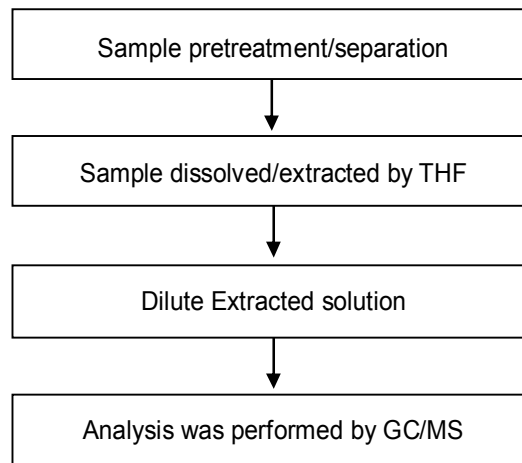 Sample pretreatment/separation
Sample dissolved/extracted by THF
Dilute Extracted solution
Analysis was performed by GC/MS